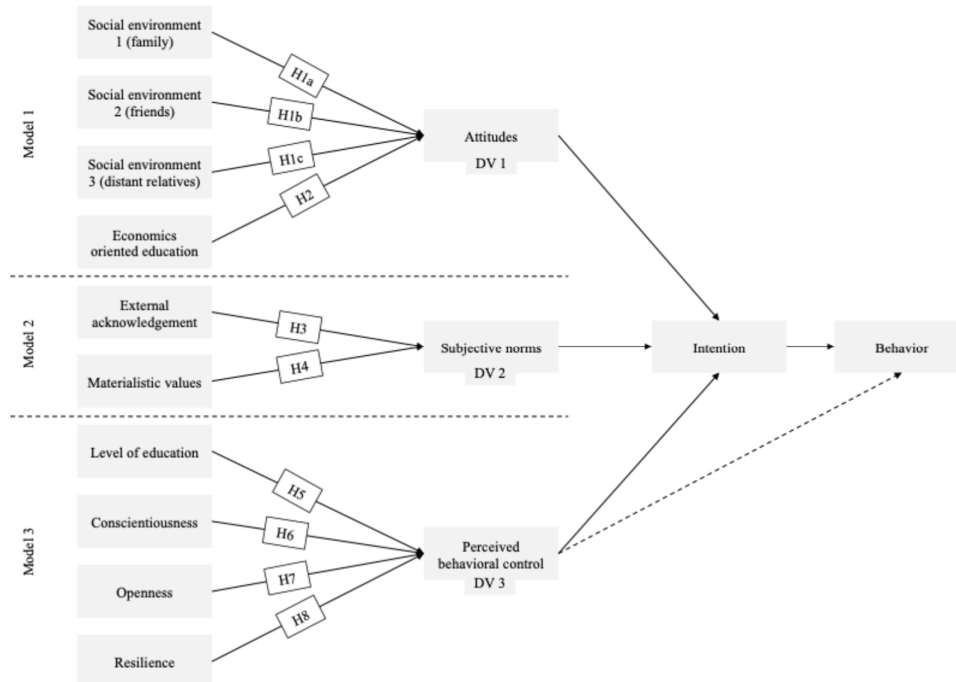 Model 1
Social environment
1 (family)
Social environment
2 (friends)
Social environment
3 (distant relatives)
Economics
oriented education
H1a
H1b
H1c
H2
Attitudes
DV 1
Model 2
External
acknowledgement
Materialistic values
H3
H4
Subjective norms
DV 2
Intention
Behavior
Model 3
Level of education
Conscientiousness
Openness
Resilience
H5
H6
H7
H8
Perceived
behavioral control
DV 3